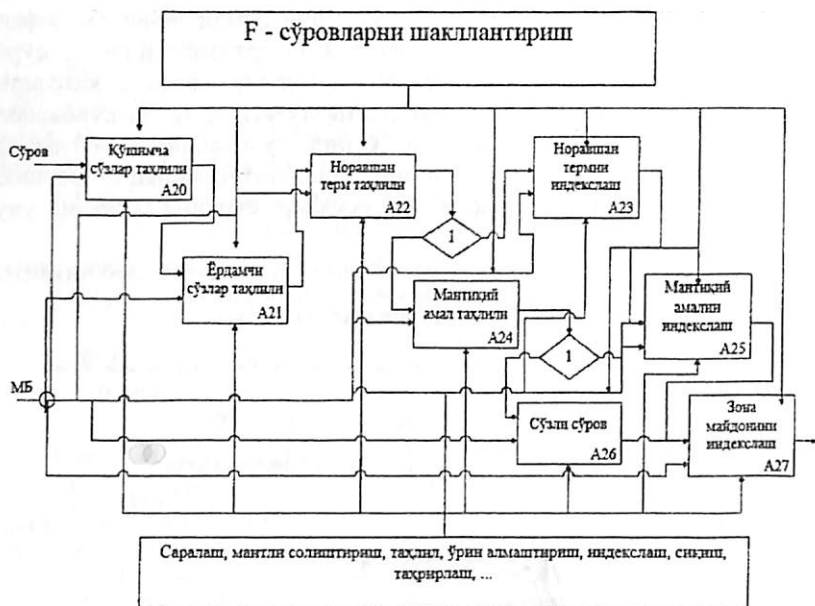 F - сўровларни шакллантириш
Сўров
Қўшимча
сўзлар таҳлили
A20
Норавшан
терм таҳлили
A22
Норавшан
термни
индекслаш
A23
1
Ёрдамчи
сўзлар таҳлили
A21
Мантиқий
амал таҳлили
A24
Мантиқий
амални
индекслаш
A25
1
МБ
Сўзли сўров
A26
Зона
майдонини
индекслаш
A27
Саралаш, мантли солиштириш, таҳлил, ўрин алмаштириш, индекслаш, сиқиш,
таҳрирлаш, ...